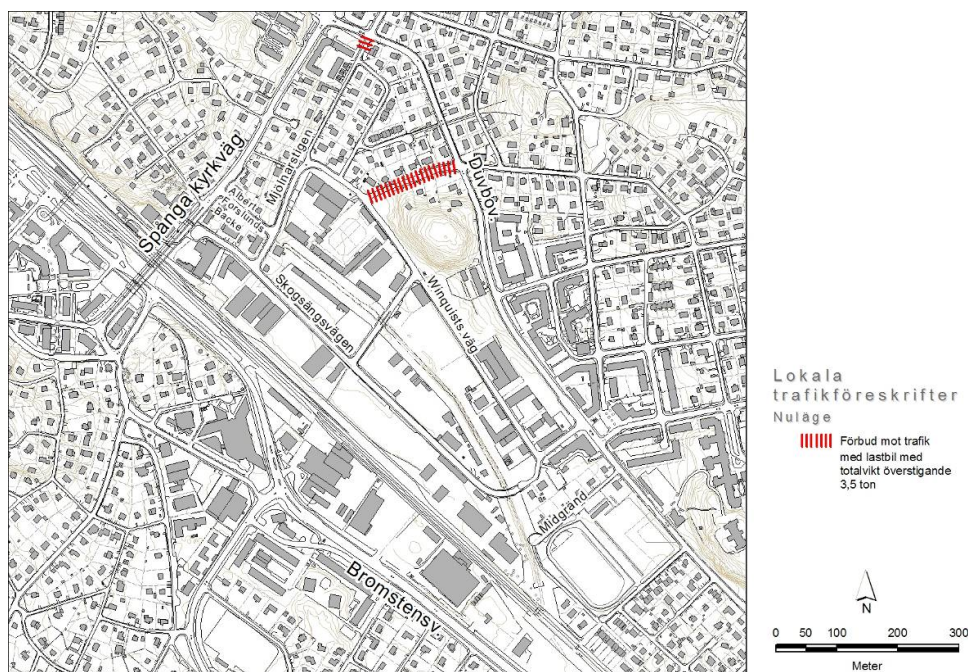 Spånga kyrkväg
Mjölnarstigen
Alberta
Forslunds
Backe
Duvbov.
Skogsängsvägen
Winquists väg
Midgränd
Bromstensv.
Lokala
trafikföreskrifter
Nuläge
Förbud mot trafik
med lastbil med
totalvikt överstigande
3,5 ton
N
0 50 100 200 300
Meter